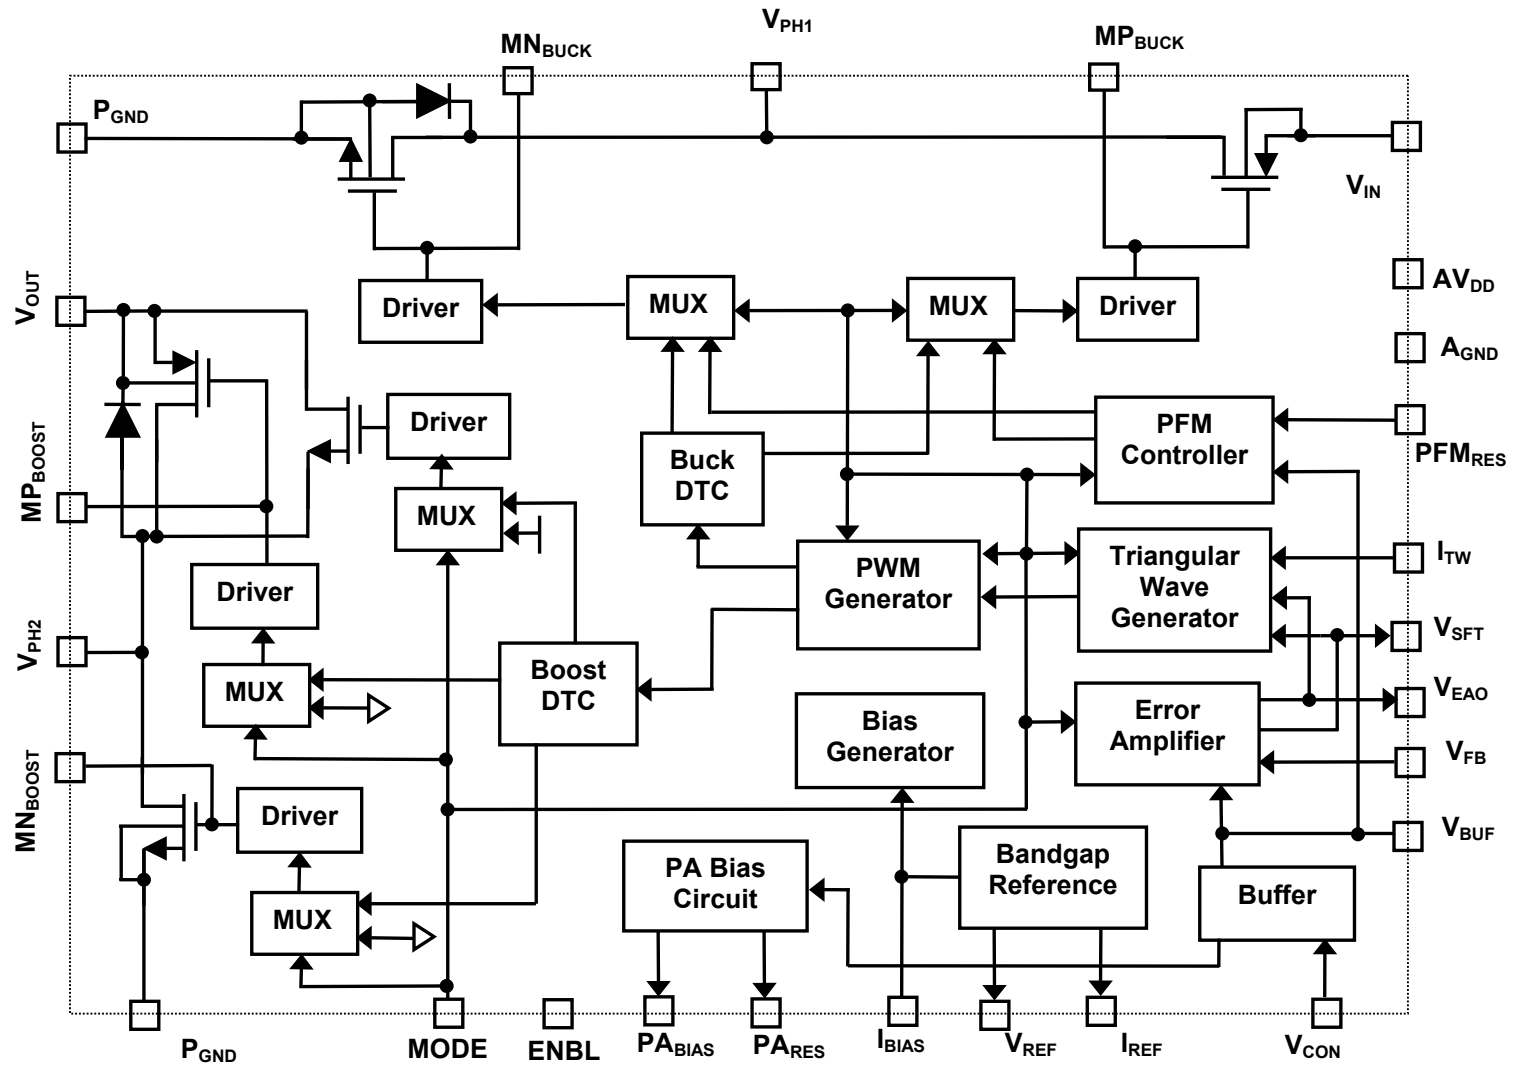 V_PH1
MN_BUCK
MP_BUCK
P_GND
V_IN
V_OUT
Driver
MUX
MUX
Driver
AV_DD
A_GND
Driver
PFM
Controller
PFM_RES
Buck
DTC
MP_BOOST
MUX
PWM
Generator
Triangular
Wave
Generator
I_TW
Driver
V_PH2
V_SFT
MUX
Boost
DTC
Bias
Generator
Error
Amplifier
V_EAO
V_FB
MN_BOOST
Driver
V_BUF
PA Bias
Circuit
Bandgap
Reference
Buffer
MUX
P_GND
MODE
ENBL
PA_BIAS
PA_RES
I_BIAS
V_REF
I_REF
V_CON